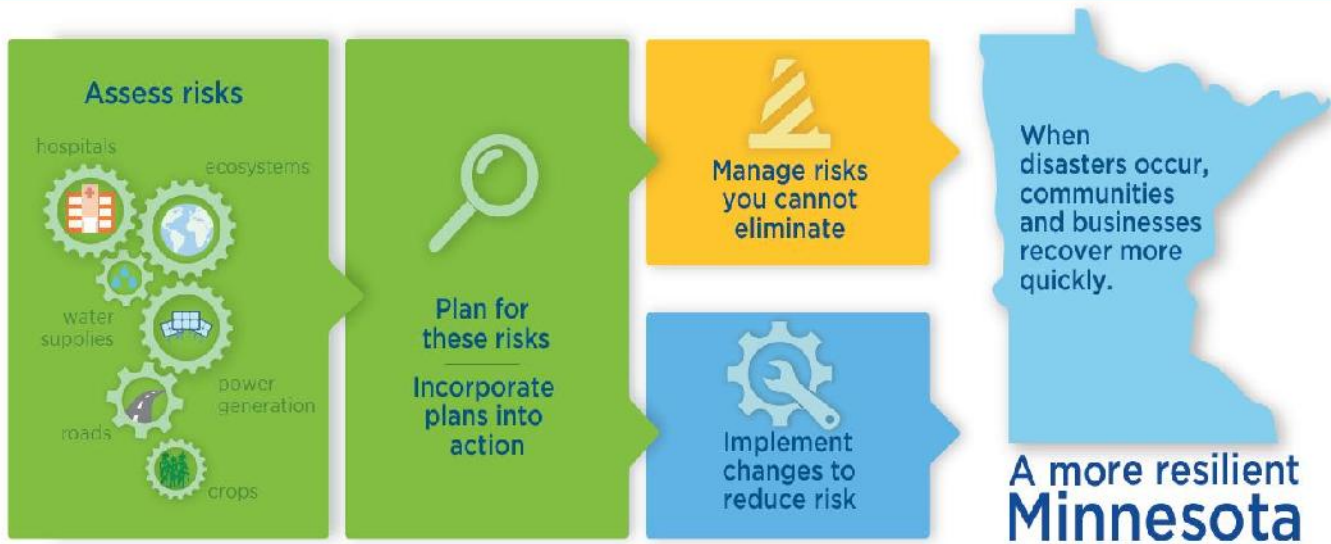 Assess risks
hospitals
ecosystems
water
supplies
power
generation
roads
crops
Plan for
these risks
Incorporate
plans into
action
Manage risks
you cannot
eliminate
Implement
changes to
reduce risk
When
disasters occur,
communities
and businesses
recover more
quickly.
A more resilient
Minnesota